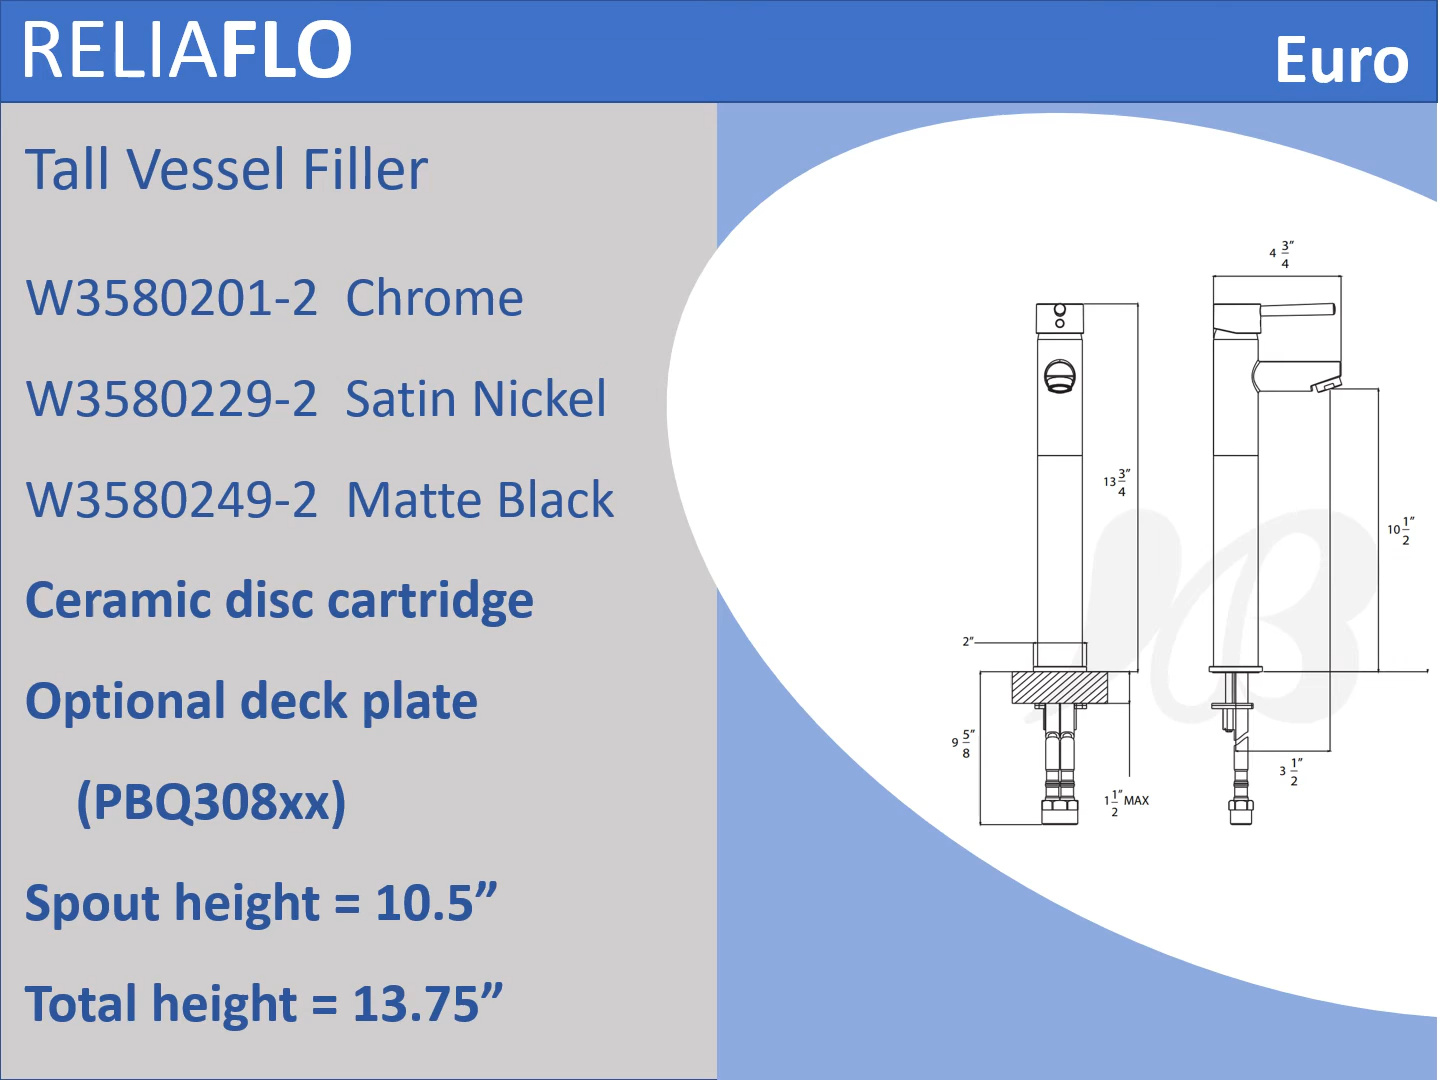 RELIAFLO
Euro
Tall Vessel Filler
W3580201-2 Chrome
W3580229-2 Satin Nickel
W3580249-2 Matte Black
Ceramic disc cartridge
Optional deck plate
(PBQ308xx)
Spout height = 10.5”
Total height = 13.75”
4 3/4”
13 3/4”
10 1/2”
2”
9 5/8”
1 1/2” MAX
3 1/2”
NB